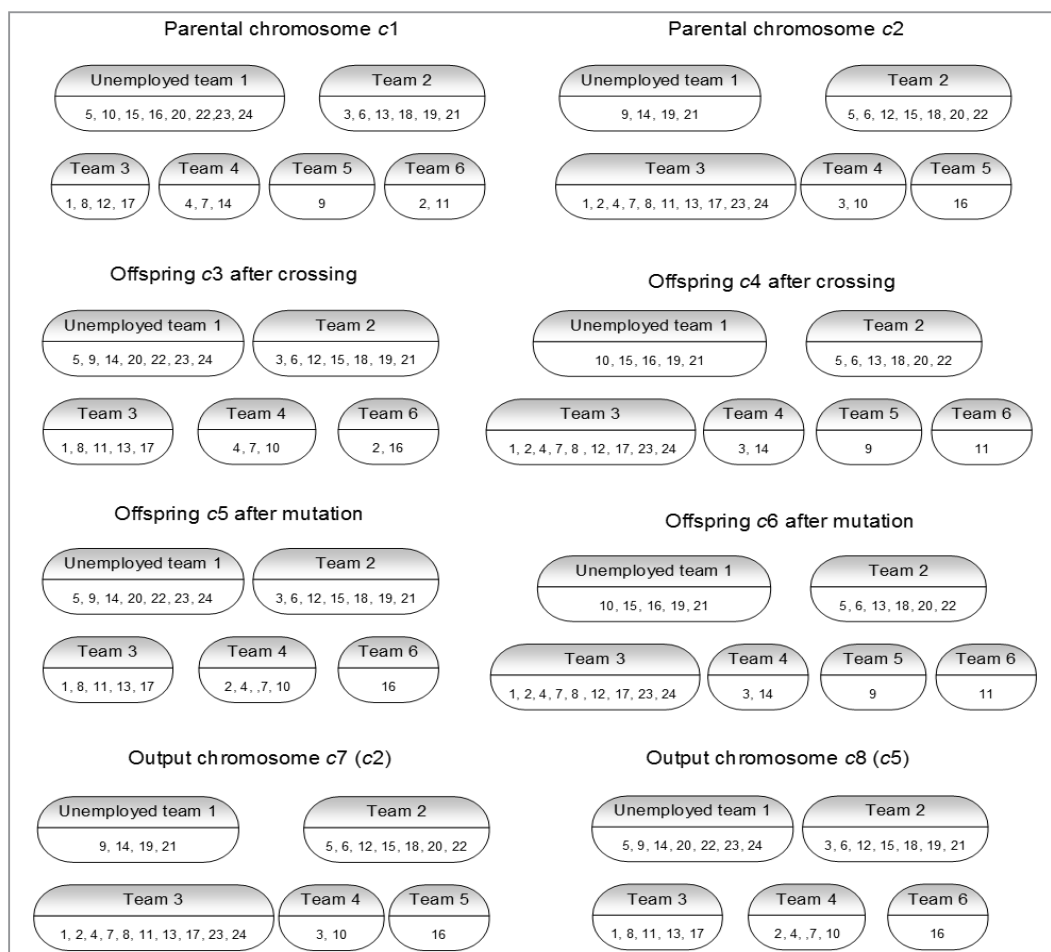 Parental chromosome c1
Unemployed team 1
5, 10, 15, 16, 20, 22,23, 24
Team 2
3, 6, 13, 18, 19, 21
Team 3
1, 8, 12, 17
Team 4
4, 7, 14
Team 5
9
Team 6
2, 11
Parental chromosome c2
Unemployed team 1
9, 14, 19, 21
Team 2
5, 6, 12, 15, 18, 20, 22
Team 3
1, 2, 4, 7, 8, 11, 13, 17, 23, 24
Team 4
3, 10
Team 5
16
Offspring c3 after crossing
Unemployed team 1
5, 9, 14, 20, 22, 23, 24
Team 2
3, 6, 12, 15, 18, 19, 21
Team 3
1, 8, 11, 13, 17
Team 4
4, 7, 10
Team 6
2, 16
Offspring c4 after crossing
Unemployed team 1
10, 15, 16, 19, 21
Team 2
5, 6, 13, 18, 20, 22
Team 3
1, 2, 4, 7, 8 , 12, 17, 23, 24
Team 4
3, 14
Team 5
9
Team 6
11
Offspring c5 after mutation
Unemployed team 1
5, 9, 14, 20, 22, 23, 24
Team 2
3, 6, 12, 15, 18, 19, 21
Team 3
1, 8, 11, 13, 17
Team 4
2, 4, ,7, 10
Team 6
16
Offspring c6 after mutation
Unemployed team 1
10, 15, 16, 19, 21
Team 2
5, 6, 13, 18, 20, 22
Team 3
1, 2, 4, 7, 8 , 12, 17, 23, 24
Team 4
3, 14
Team 5
9
Team 6
11
Output chromosome c7 (c2)
Unemployed team 1
9, 14, 19, 21
Team 2
5, 6, 12, 15, 18, 20, 22
Team 3
1, 2, 4, 7, 8, 11, 13, 17, 23, 24
Team 4
3, 10
Team 5
16
Output chromosome c8 (c5)
Unemployed team 1
5, 9, 14, 20, 22, 23, 24
Team 2
3, 6, 12, 15, 18, 19, 21
Team 3
1, 8, 11, 13, 17
Team 4
2, 4, ,7, 10
Team 6
16